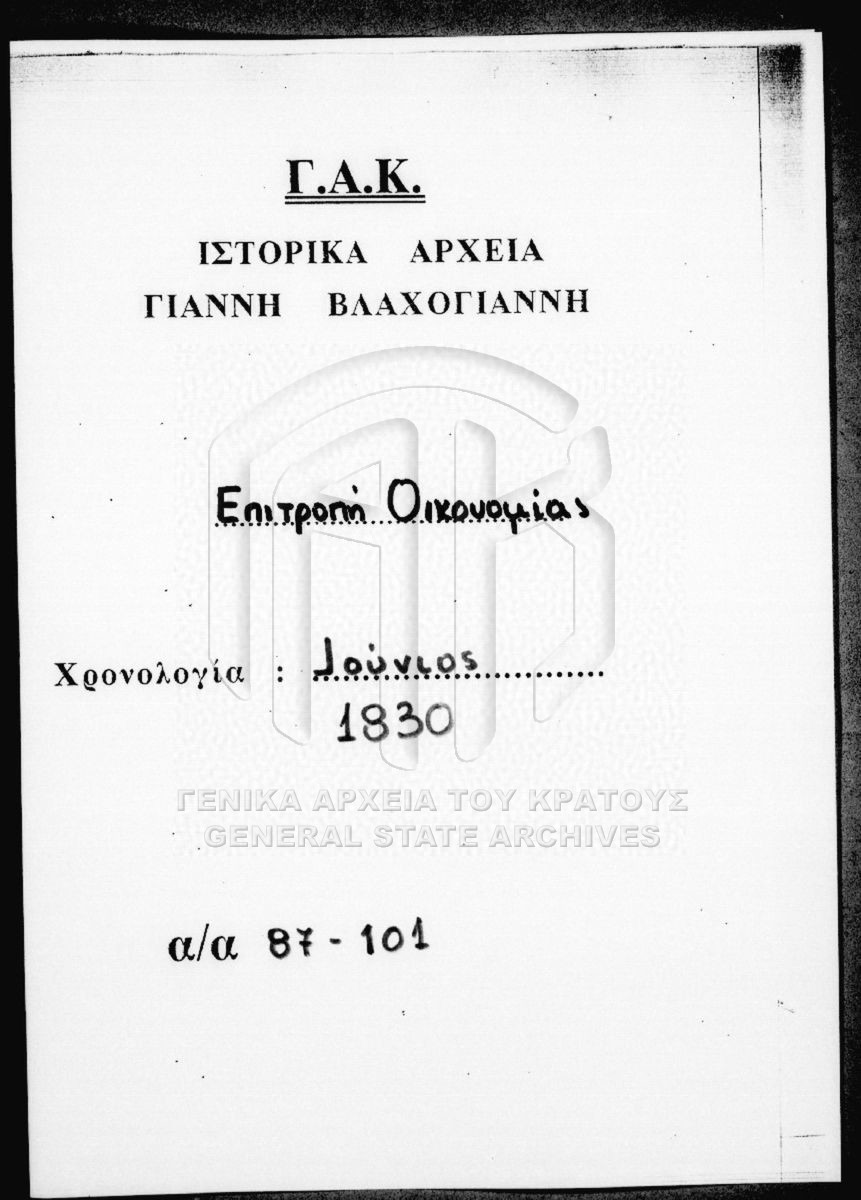 Γ.Α.Κ.
ΙΣΤΟΡΙΚΑ ΑΡΧΕΙΑ
ΓΙΑΝΝΗ ΒΛΑΧΟΓΙΑΝΝΗ
Επιτροπή Οικονομίας
Χρονολογία : Ιούνιος
1830
ΓΕΝΙΚΑ ΑΡΧΕΙΑ ΤΟΥ ΚΡΑΤΟΥΣ
GENERAL STATE ARCHIVES
α/α 87 - 101